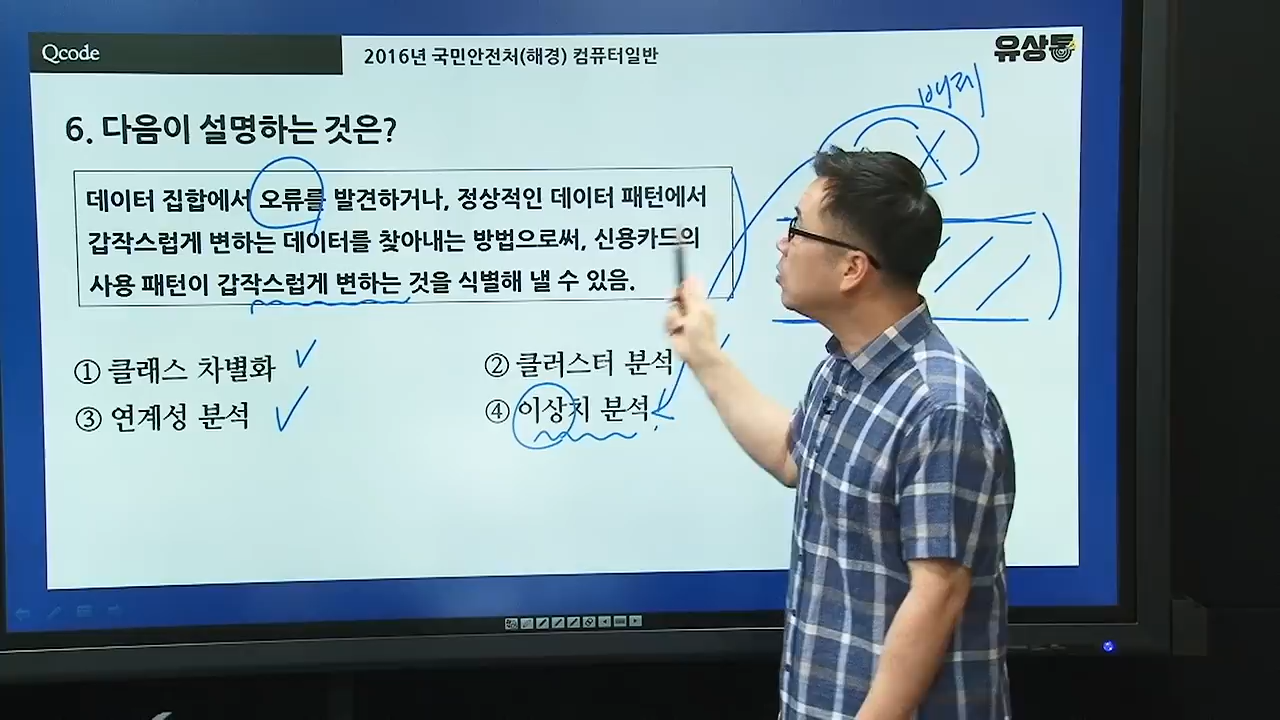 Qcode
2016년 국민안전처(해경) 컴퓨터일반
유상통
배제
6. 다음이 설명하는 것은?
데이터 집합에서 오류를 발견하거나, 정상적인 데이터 패턴에서
갑작스럽게 변하는 데이터를 찾아내는 방법으로써, 신용카드의
사용 패턴이 갑작스럽게 변하는 것을 식별해 낼 수 있음.
① 클래스 차별화
② 클러스터 분석
③ 연계성 분석
④ 이상치 분석